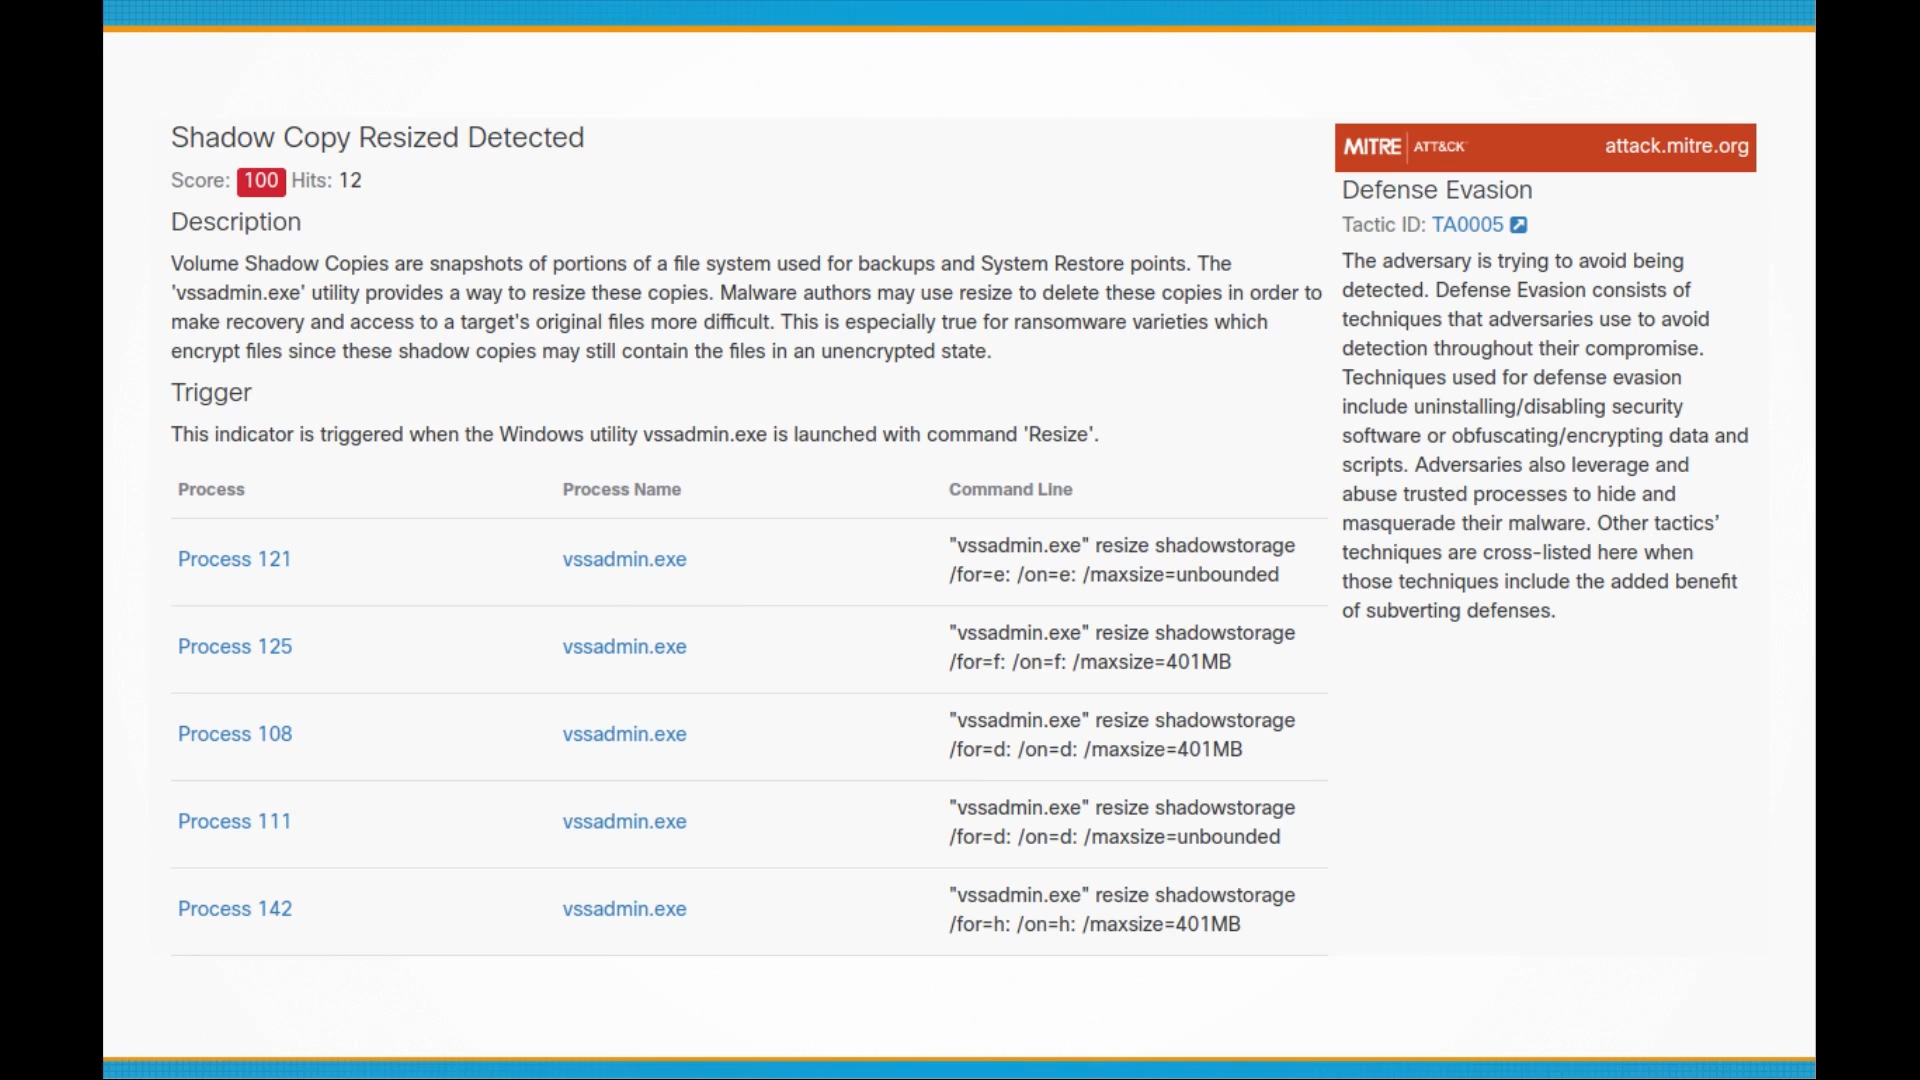 Shadow Copy Resized Detected
Score: 100 Hits: 12
Description
Volume Shadow Copies are snapshots of portions of a file system used for backups and System Restore points. The
'vssadmin.exe' utility provides a way to resize these copies. Malware authors may use resize to delete these copies in order to
make recovery and access to a target's original files more difficult. This is especially true for ransomware varieties which
encrypt files since these shadow copies may still contain the files in an unencrypted state.
Trigger
This indicator is triggered when the Windows utility vssadmin.exe is launched with command 'Resize'.
Process Process Name Command Line
Process 121 vssadmin.exe "vssadmin.exe" resize shadowstorage
/for=e: /on=e: /maxsize=unbounded
Process 125 vssadmin.exe "vssadmin.exe" resize shadowstorage
/for=f: /on=f: /maxsize=401MB
Process 108 vssadmin.exe "vssadmin.exe" resize shadowstorage
/for=d: /on=d: /maxsize=401MB
Process 111 vssadmin.exe "vssadmin.exe" resize shadowstorage
/for=d: /on=d: /maxsize=unbounded
Process 142 vssadmin.exe "vssadmin.exe" resize shadowstorage
/for=h: /on=h: /maxsize=401MB
MITRE | ATT&CK attack.mitre.org
Defense Evasion
Tactic ID: TA0005
The adversary is trying to avoid being
detected. Defense Evasion consists of
techniques that adversaries use to avoid
detection throughout their compromise.
Techniques used for defense evasion
include uninstalling/disabling security
software or obfuscating/encrypting data and
scripts. Adversaries also leverage and
abuse trusted processes to hide and
masquerade their malware. Other tactics’
techniques are cross-listed here when
those techniques include the added benefit
of subverting defenses.